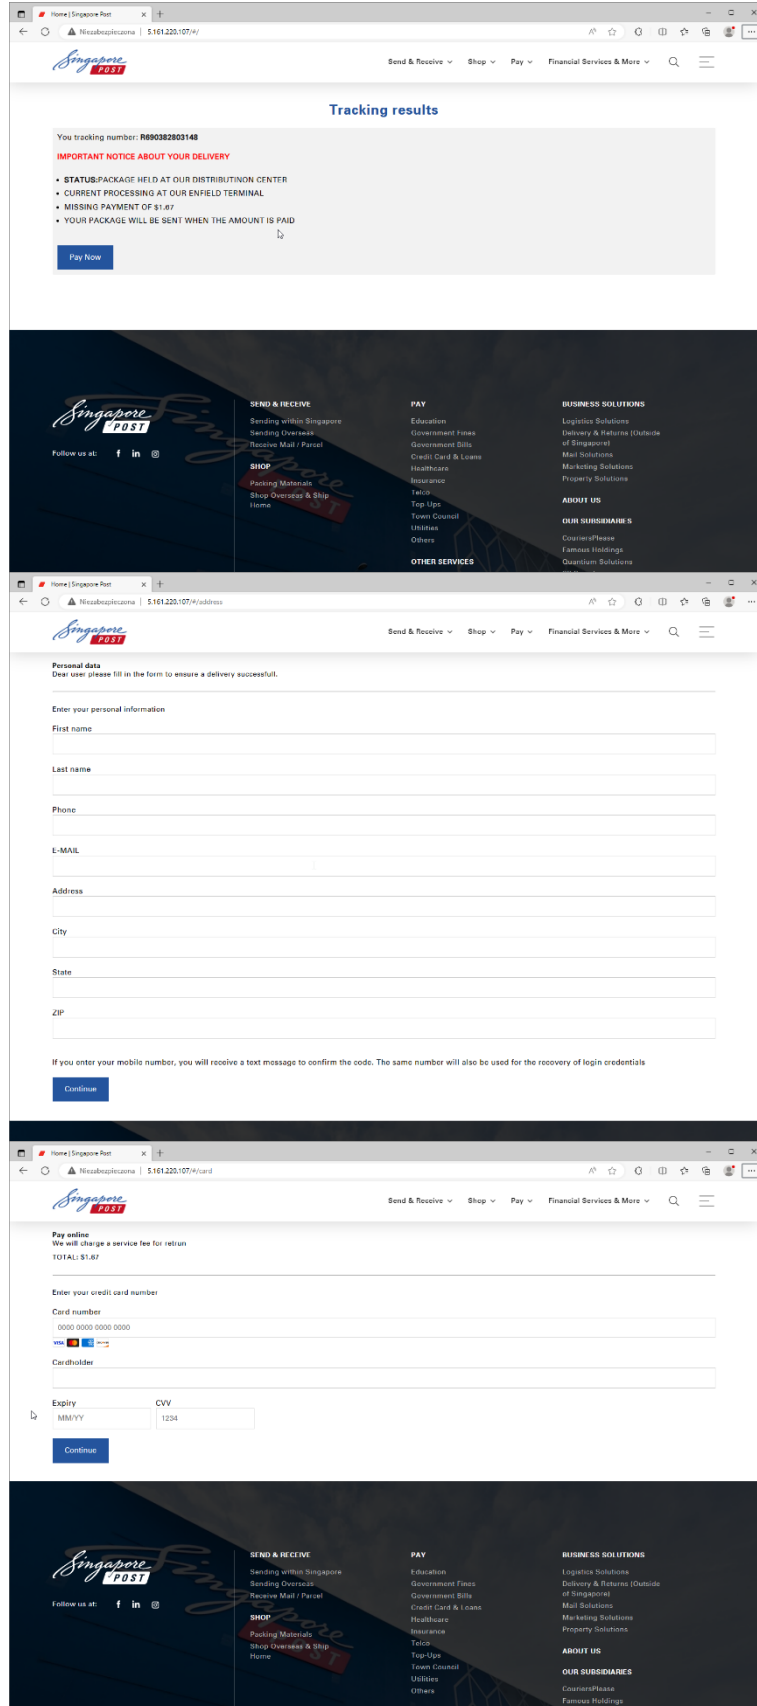 Home | Singapore Post
Niezabezpieczona | 5.161.220.107/#/
Singapore
POST
Send & Receive Shop Pay Financial Services & More
Tracking results
You tracking number: R690382803148
IMPORTANT NOTICE ABOUT YOUR DELIVERY
• STATUS:PACKAGE HELD AT OUR DISTRIBUTINON CENTER
• CURRENT PROCESSING AT OUR ENFIELD TERMINAL
• MISSING PAYMENT OF $1.67
• YOUR PACKAGE WILL BE SENT WHEN THE AMOUNT IS PAID
Pay Now
Singapore
POST
Follow us at:
SEND & RECEIVE
Sending within Singapore
Sending Overseas
Receive Mail / Parcel
SHOP
Packing Materials
Shop Overseas & Ship
Home
PAY
Education
Government Fines
Government Bills
Credit Card & Loans
Healthcare
Insurance
Telco
Top Ups
Town Council
Utilities
Others
OTHER SERVICES
BUSINESS SOLUTIONS
Logistics Solutions
Delivery & Returns (Outside
of Singapore)
Mail Solutions
Marketing Solutions
Property Solutions
ABOUT US
OUR SUBSIDIARIES
CouriersPlease
Famous Holdings
Quantium Solutions
Home | Singapore Post
Niezabezpieczona | 5.161.220.107/#/address
Singapore
POST
Send & Receive Shop Pay Financial Services & More
Personal data
Dear user please fill in the form to ensure a delivery successfull.
Enter your personal information
First name
Last name
Phone
E-MAIL
Address
City
State
ZIP
If you enter your mobile number, you will receive a text message to confirm the code. The same number will also be used for the recovery of login credentials
Continue
Home | Singapore Post
Niezabezpieczona | 5.161.220.107/#/card
Singapore
POST
Send & Receive Shop Pay Financial Services & More
Pay online
We will charge a service fee for retrun
TOTAL: $1.67
Enter your credit card number
Card number
0000 0000 0000 0000
VISA
Cardholder
Expiry CVV
MM/YY 1234
Continue
Singapore
POST
Follow us at:
SEND & RECEIVE
Sending within Singapore
Sending Overseas
Receive Mail / Parcel
SHOP
Packing Materials
Shop Overseas & Ship
Home
PAY
Education
Government Fines
Government Bills
Credit Card & Loans
Healthcare
Insurance
Telco
Top-Ups
Town Council
Utilities
Others
BUSINESS SOLUTIONS
Logistics Solutions
Delivery & Returns (Outside
of Singapore)
Mail Solutions
Marketing Solutions
Property Solutions
ABOUT US
OUR SUBSIDIARIES
CouriersPlease
Famous Holdings